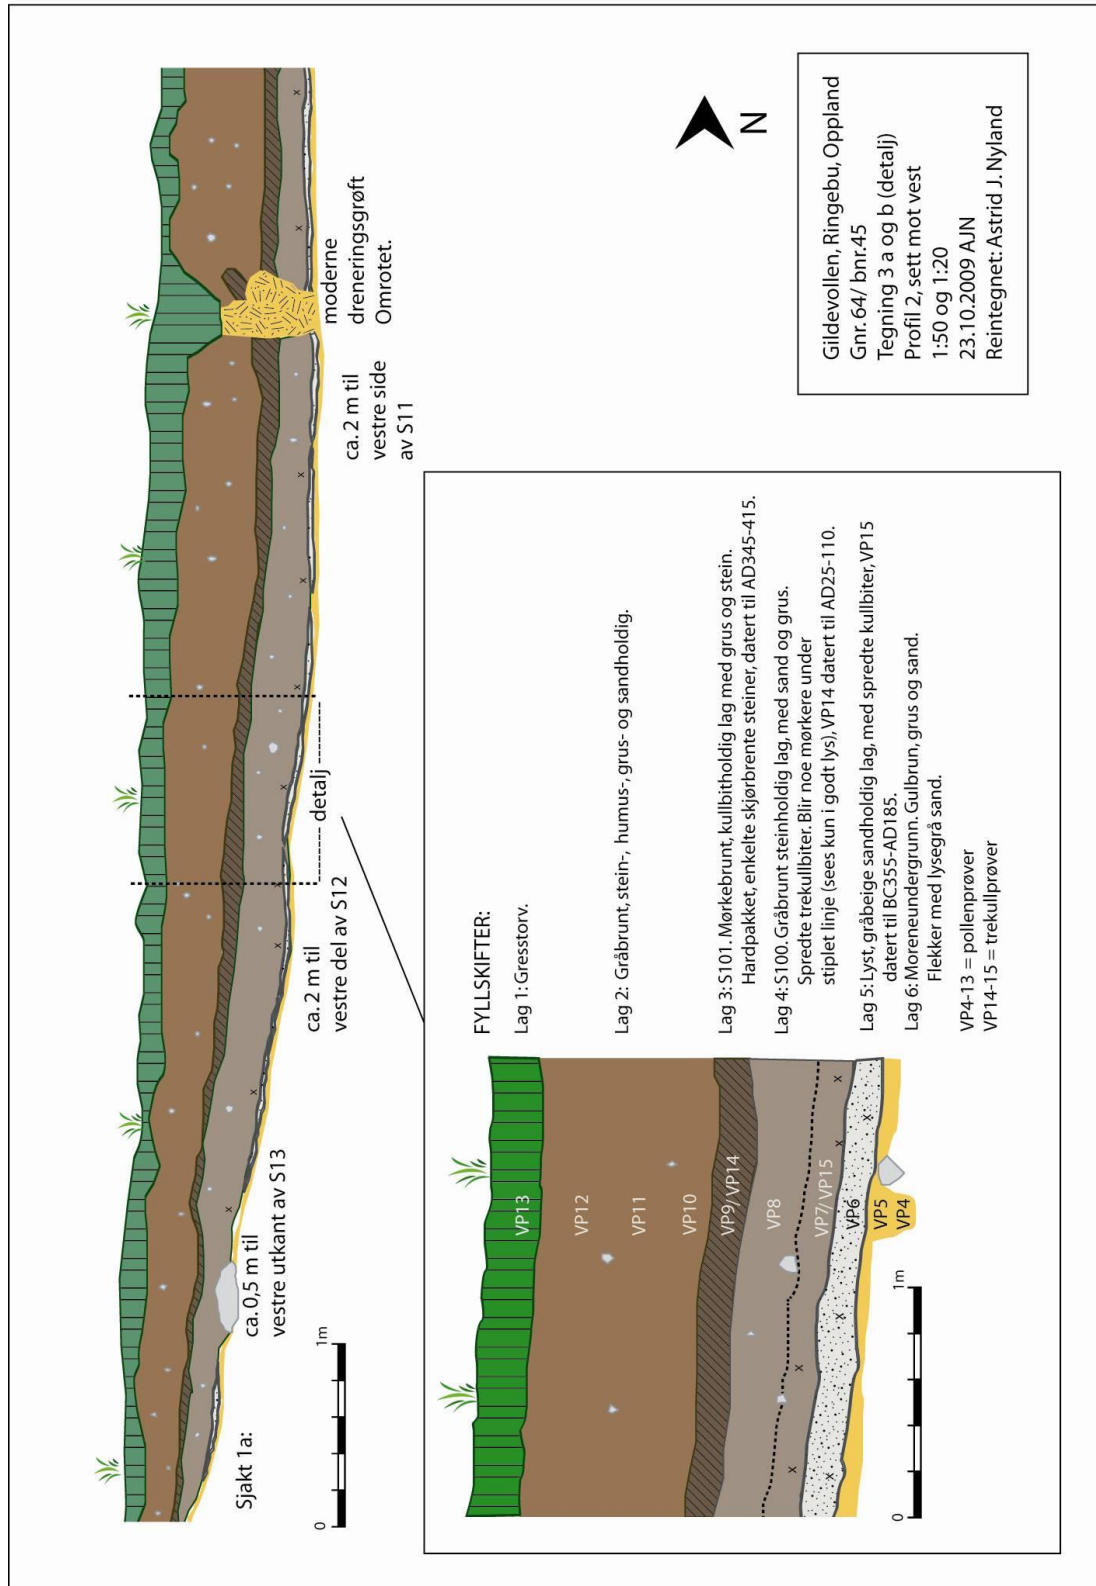 moderne
dreneringsgrøft
Omrotet.
ca. 2 m til
vestre side
av S11
detalj
ca. 2 m til
vestre del av S12
ca. 0,5 m til
vestre utkant av S13
Sjakt 1a:
0
1m
N
Gildevollen, Ringebu, Oppland
Gnr. 64/ bnr.45
Tegning 3 a og b (detalj)
Profil 2, sett mot vest
1:50 og 1:20
23.10.2009 AJN
Reintegnet: Astrid J. Nyland
FYLLSKIFTER:
Lag 1: Gresstorv.
Lag 2: Gråbrunt, stein-, humus-, grus- og sandholdig.
Lag 3: S101. Mørkebrunt, kullbitholdig lag med grus og stein.
Hardpakket, enkelte skjørbrente steiner, datert til AD345-415.
Lag 4: S100. Gråbrunt steinholdig lag, med sand og grus.
Spredte trekullbiter. Blir noe mørkere under
stiplet linje (sees kun i godt lys), VP14 datert til AD25-110.
Lag 5: Lyst, gråbeige sandholdig lag, med spredte kullbiter, VP15
datert til BC355-AD185.
Lag 6: Moreneundergrunn. Gulbrun, grus og sand.
Flekker med lysegrå sand.
VP4-13 = pollenprøver
VP14-15 = trekullprøver
VP13
VP12
VP11
VP10
VP9/ VP14
VP8
VP7/ VP15
VP6
VP5
VP4
0
1m